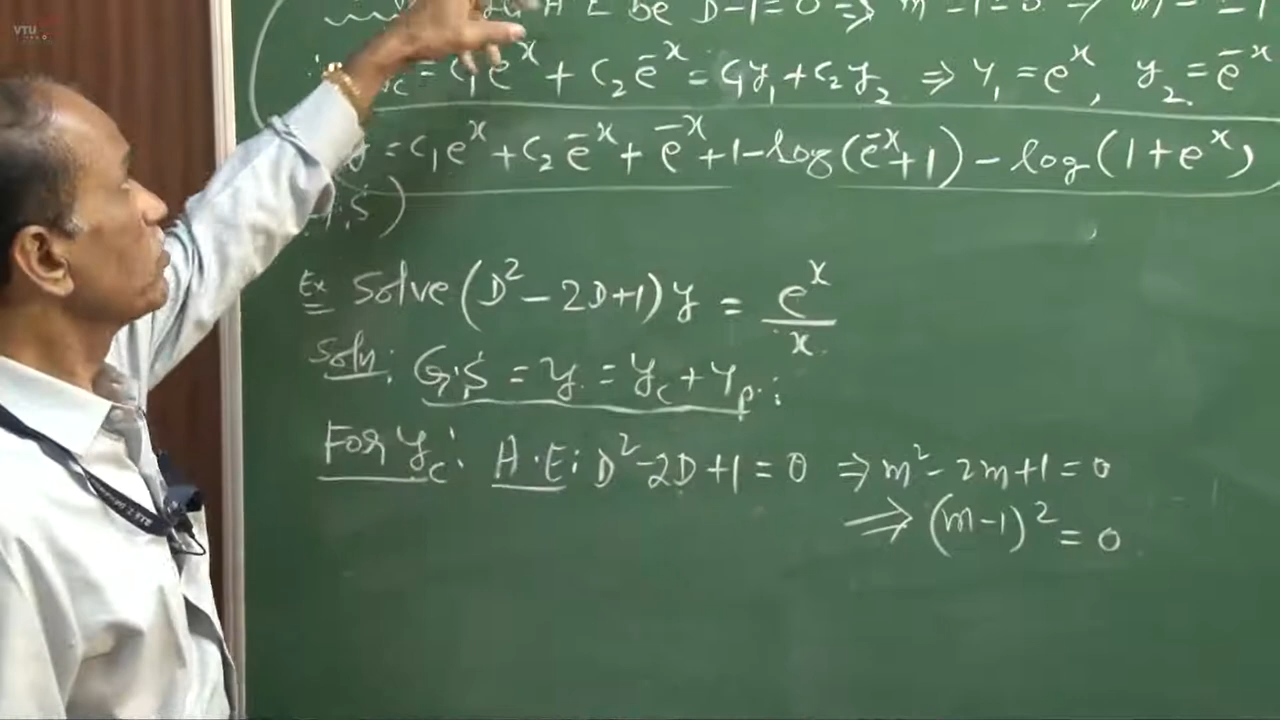 VTU
A E be D²-1=0 ⇒ m²-1=0
= C₁eˣ + C₂e⁻ˣ = C₁y₁ + C₂y₂ ⇒ y₁ = eˣ, y₂ = e⁻ˣ
y = C₁eˣ + C₂e⁻ˣ + e⁻ˣ + 1 - log(e⁻ˣ+1) - log(1+eˣ)
Ex Solve (D² - 2D+1)y = eˣ/x
Soln: G.S = y = y_c + y_p :
For y_c: A.E: D² - 2D + 1 = 0 ⇒ m² - 2m + 1 = 0
⇒ (m-1)² = 0